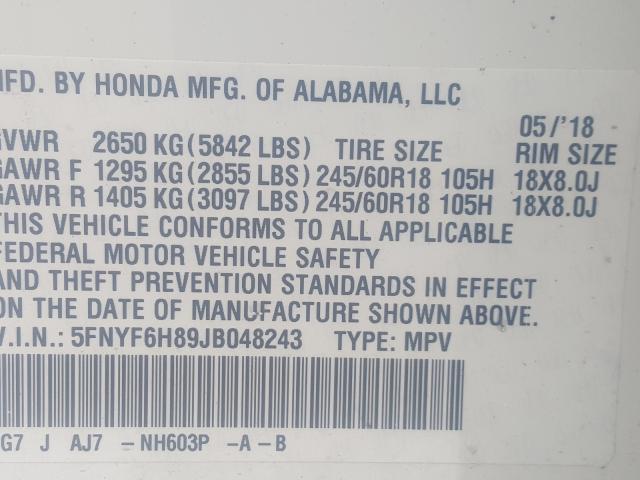 MFD. BY HONDA MFG. OF ALABAMA, LLC
05/'18
GVWR 2650 KG(5842 LBS) TIRE SIZE RIM SIZE
GAWR F 1295 KG(2855 LBS) 245/60R18 105H 18X8.0J
GAWR R 1405 KG(3097 LBS) 245/60R18 105H 18X8.0J
THIS VEHICLE CONFORMS TO ALL APPLICABLE
FEDERAL MOTOR VEHICLE SAFETY
AND THEFT PREVENTION STANDARDS IN EFFECT
ON THE DATE OF MANUFACTURE SHOWN ABOVE.
V.I.N.: 5FNYF6H89JB048243 TYPE: MPV
G7 J AJ7 -NH603P -A-B